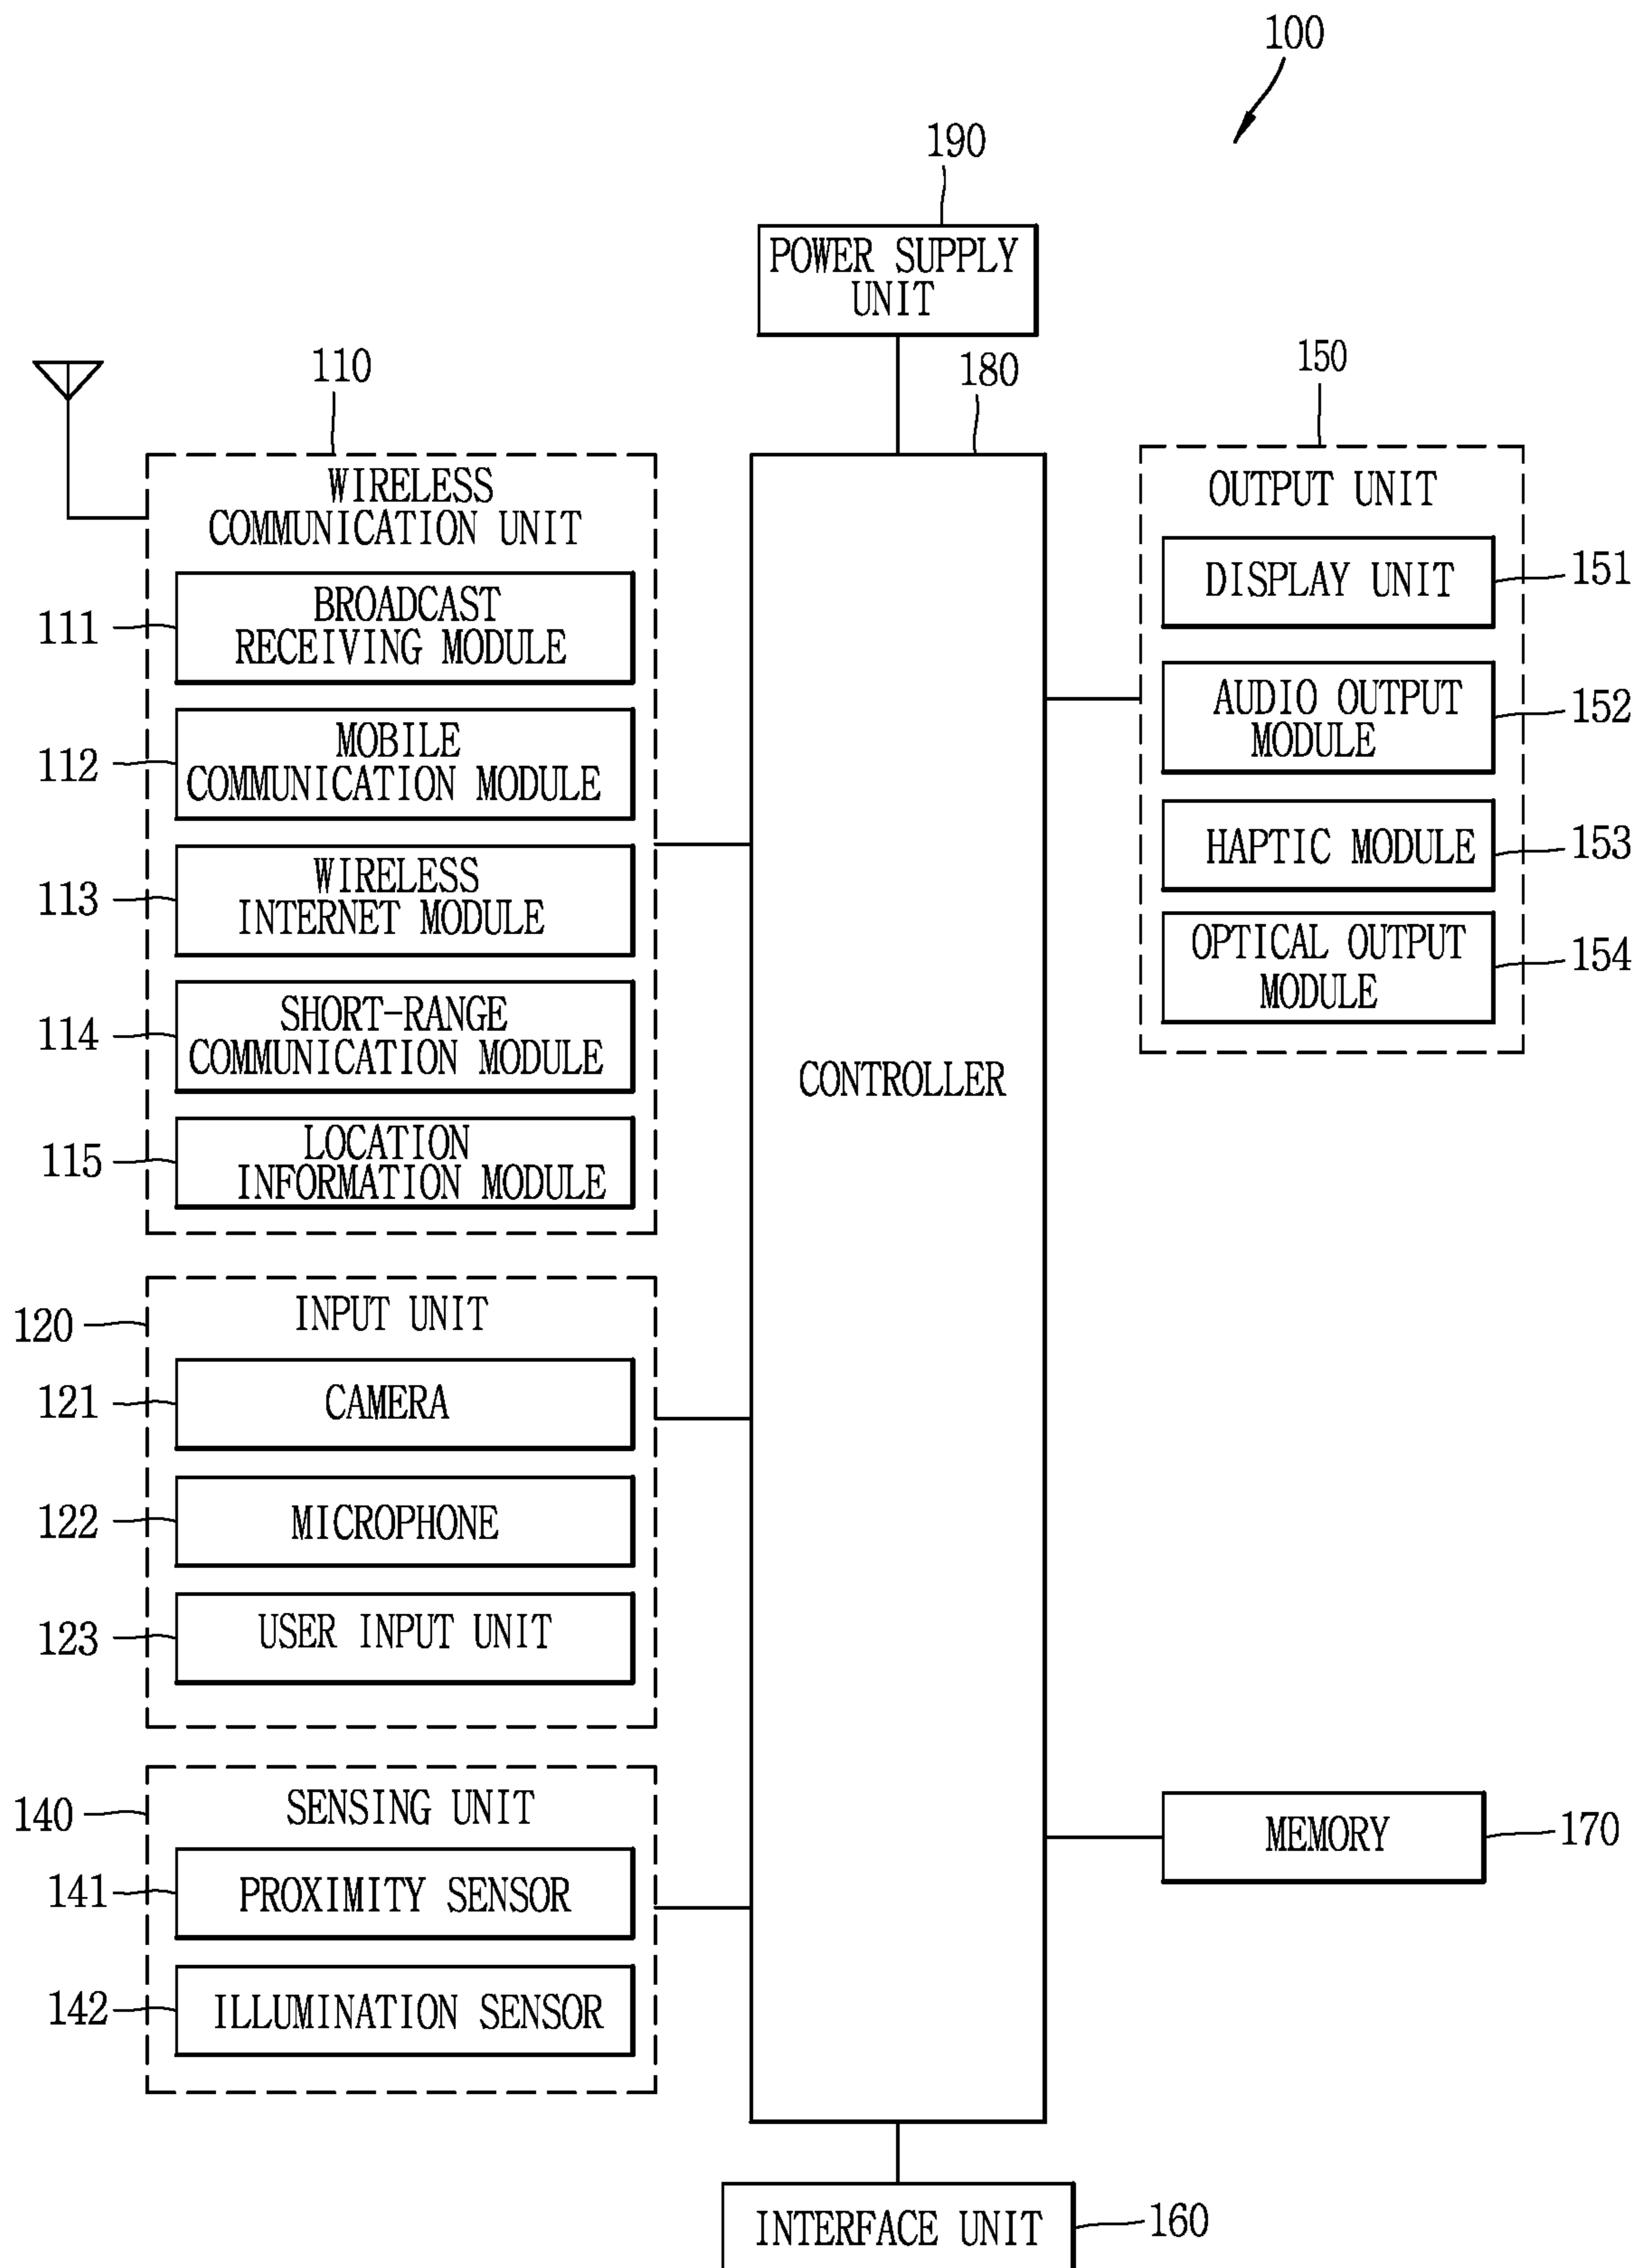 100
190
POWER SUPPLY
UNIT
110
180
150
WIRELESS
COMMUNICATION UNIT
111
BROADCAST
RECEIVING MODULE
112
MOBILE
COMMUNICATION MODULE
113
WIRELESS
INTERNET MODULE
114
SHORT-RANGE
COMMUNICATION MODULE
115
LOCATION
INFORMATION MODULE
120
INPUT UNIT
121
CAMERA
122
MICROPHONE
123
USER INPUT UNIT
140
SENSING UNIT
141
PROXIMITY SENSOR
142
ILLUMINATION SENSOR
CONTROLLER
OUTPUT UNIT
DISPLAY UNIT
151
AUDIO OUTPUT
MODULE
152
HAPTIC MODULE
153
OPTICAL OUTPUT
MODULE
154
MEMORY
170
INTERFACE UNIT
160